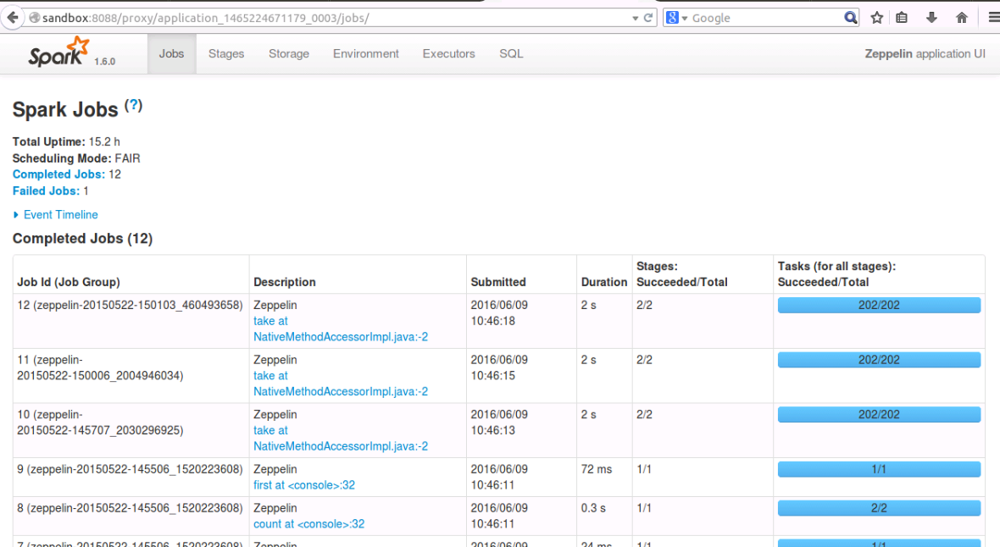 sandbox:8088/proxy/application_1465224671179_0003/jobs/
Google
Spark 1.6.0
Jobs Stages Storage Environment Executors SQL
Zeppelin application UI
Spark Jobs (?)
Total Uptime: 15.2 h
Scheduling Mode: FAIR
Completed Jobs: 12
Failed Jobs: 1
Event Timeline
Completed Jobs (12)
Job Id (Job Group) Description Submitted Duration Stages: Succeeded/Total Tasks (for all stages): Succeeded/Total
12 (zeppelin-20150522-150103_460493658) Zeppelin 2016/06/09 2 s 2/2 202/202
take at 10:46:18
NativeMethodAccessorImpl.java:-2
11 (zeppelin- Zeppelin 2016/06/09 2 s 2/2 202/202
20150522-150006_2004946034) take at 10:46:15
NativeMethodAccessorImpl.java:-2
10 (zeppelin- Zeppelin 2016/06/09 2 s 2/2 202/202
20150522-145707_2030296925) take at 10:46:13
NativeMethodAccessorImpl.java:-2
9 (zeppelin-20150522-145506_1520223608) Zeppelin 2016/06/09 72 ms 1/1 1/1
first at <console>:32 10:46:11
8 (zeppelin-20150522-145506_1520223608) Zeppelin 2016/06/09 0.3 s 1/1 2/2
count at <console>:32 10:46:11
7 (zeppelin-20150522-145506_1520223608) Zeppelin 2016/06/09 24 ms 1/1 1/1